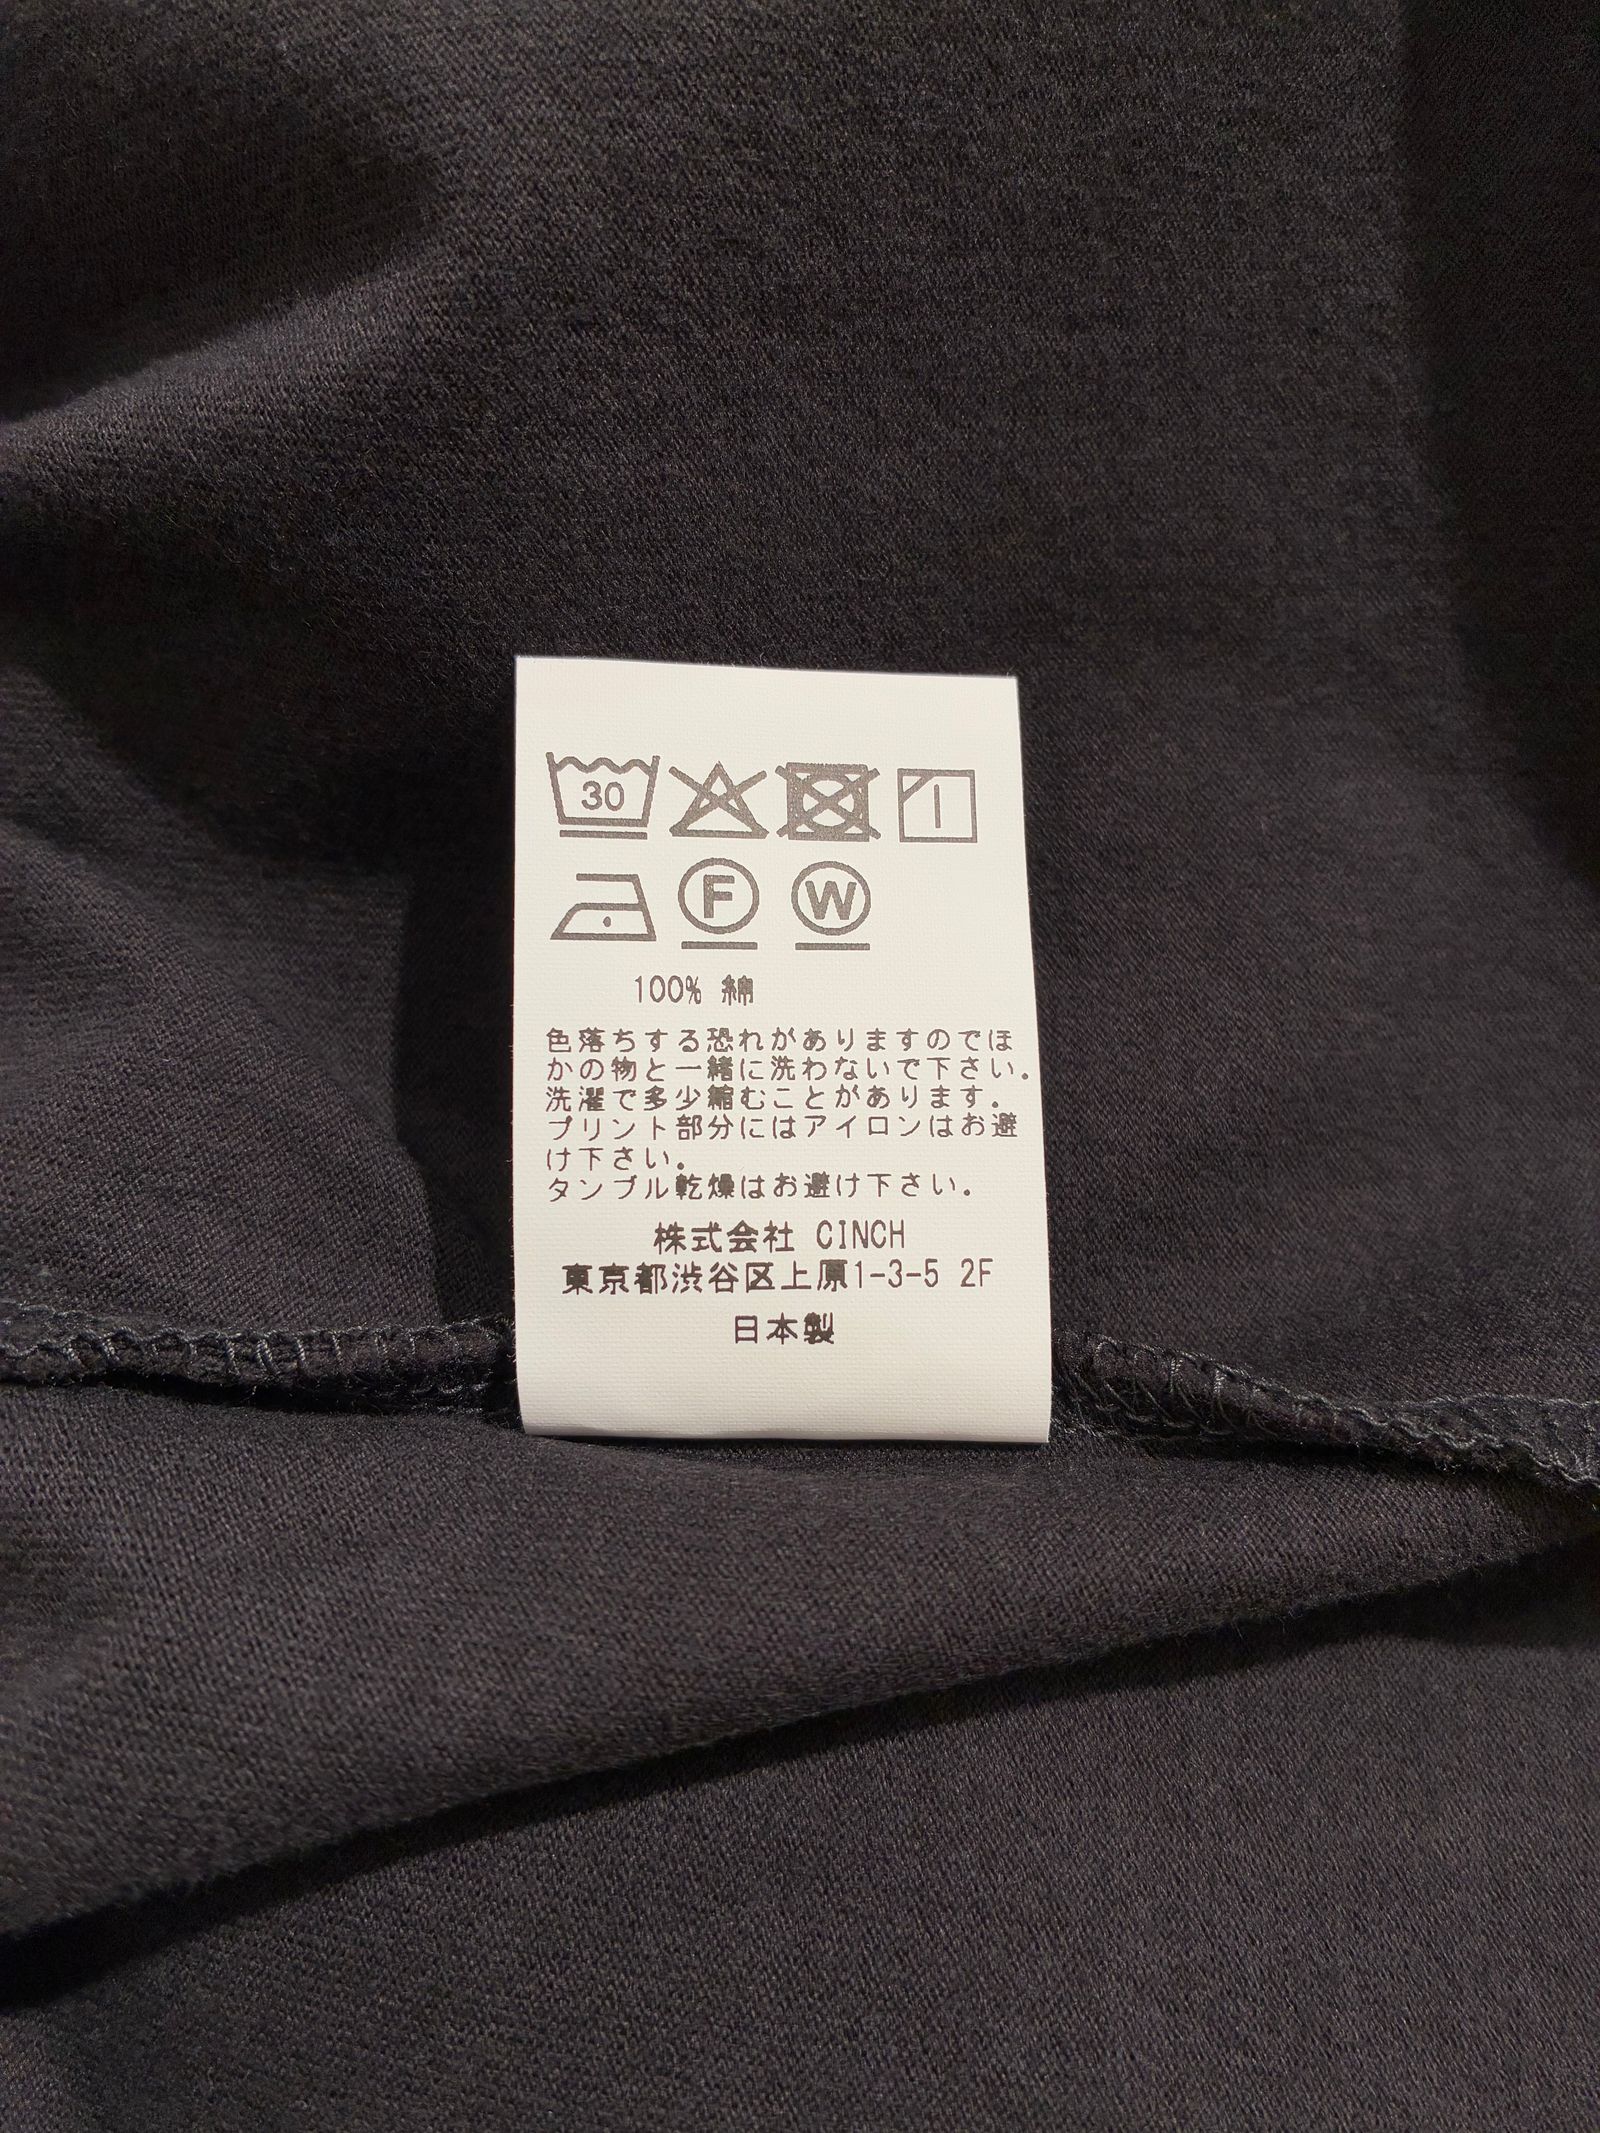 30
F W
100% 綿
色落ちする恐れがありますのでほ
かの物と一緒に洗わないで下さい。
洗濯で多少縮むことがあります。
プリント部分にはアイロンはお避
け下さい。
タンブル乾燥はお避け下さい。
株式会社 CINCH
東京都渋谷区上原1-3-5 2F
日本製